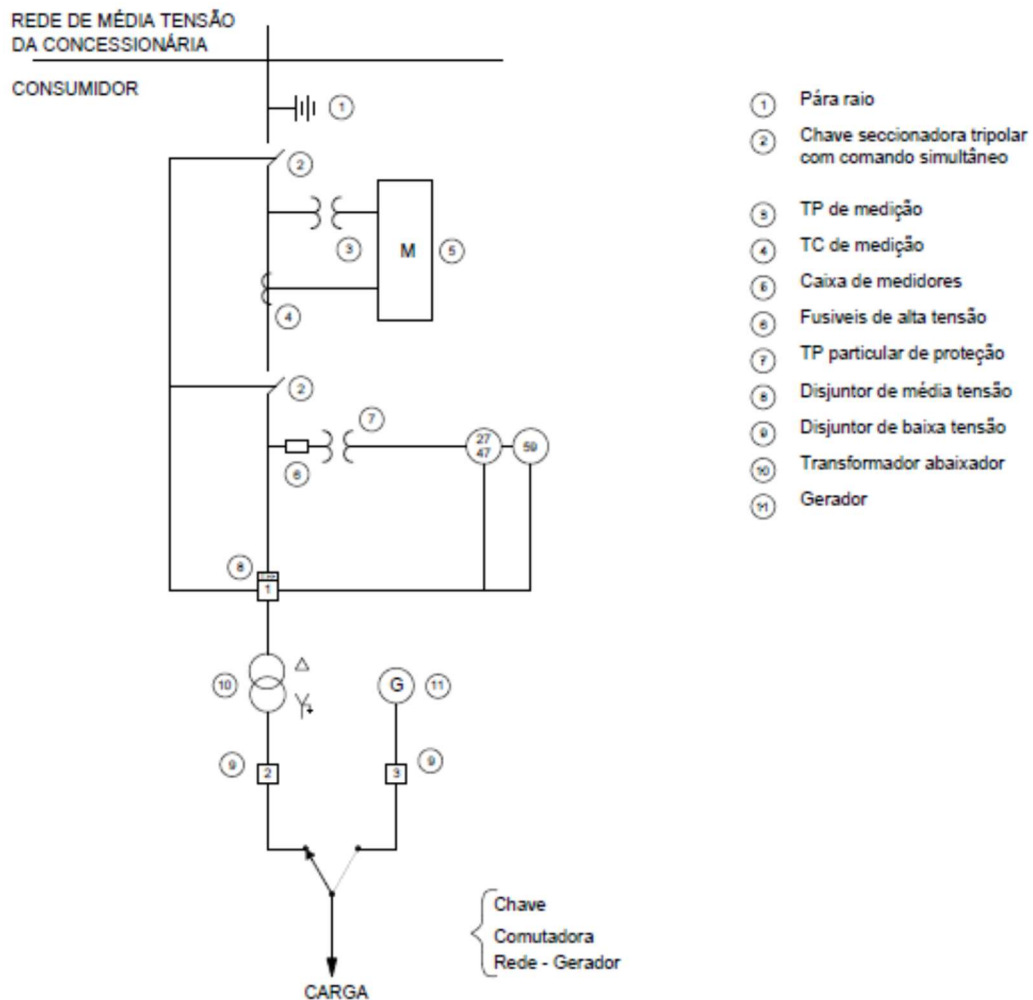 REDE DE MÉDIA TENSÃO
DA CONCESSIONÁRIA
CONSUMIDOR
1
2
3
M
5
4
2
7
27
47
59
6
8
1
10
G
11
9
2
3
9
Chave
Comutadora
Rede - Gerador
CARGA
1 Pára raio
2 Chave seccionadora tripolar
com comando simultâneo
3 TP de medição
4 TC de medição
5 Caixa de medidores
6 Fusiveis de alta tensão
7 TP particular de proteção
8 Disjuntor de média tensão
9 Disjuntor de baixa tensão
10 Transformador abaixador
11 Gerador